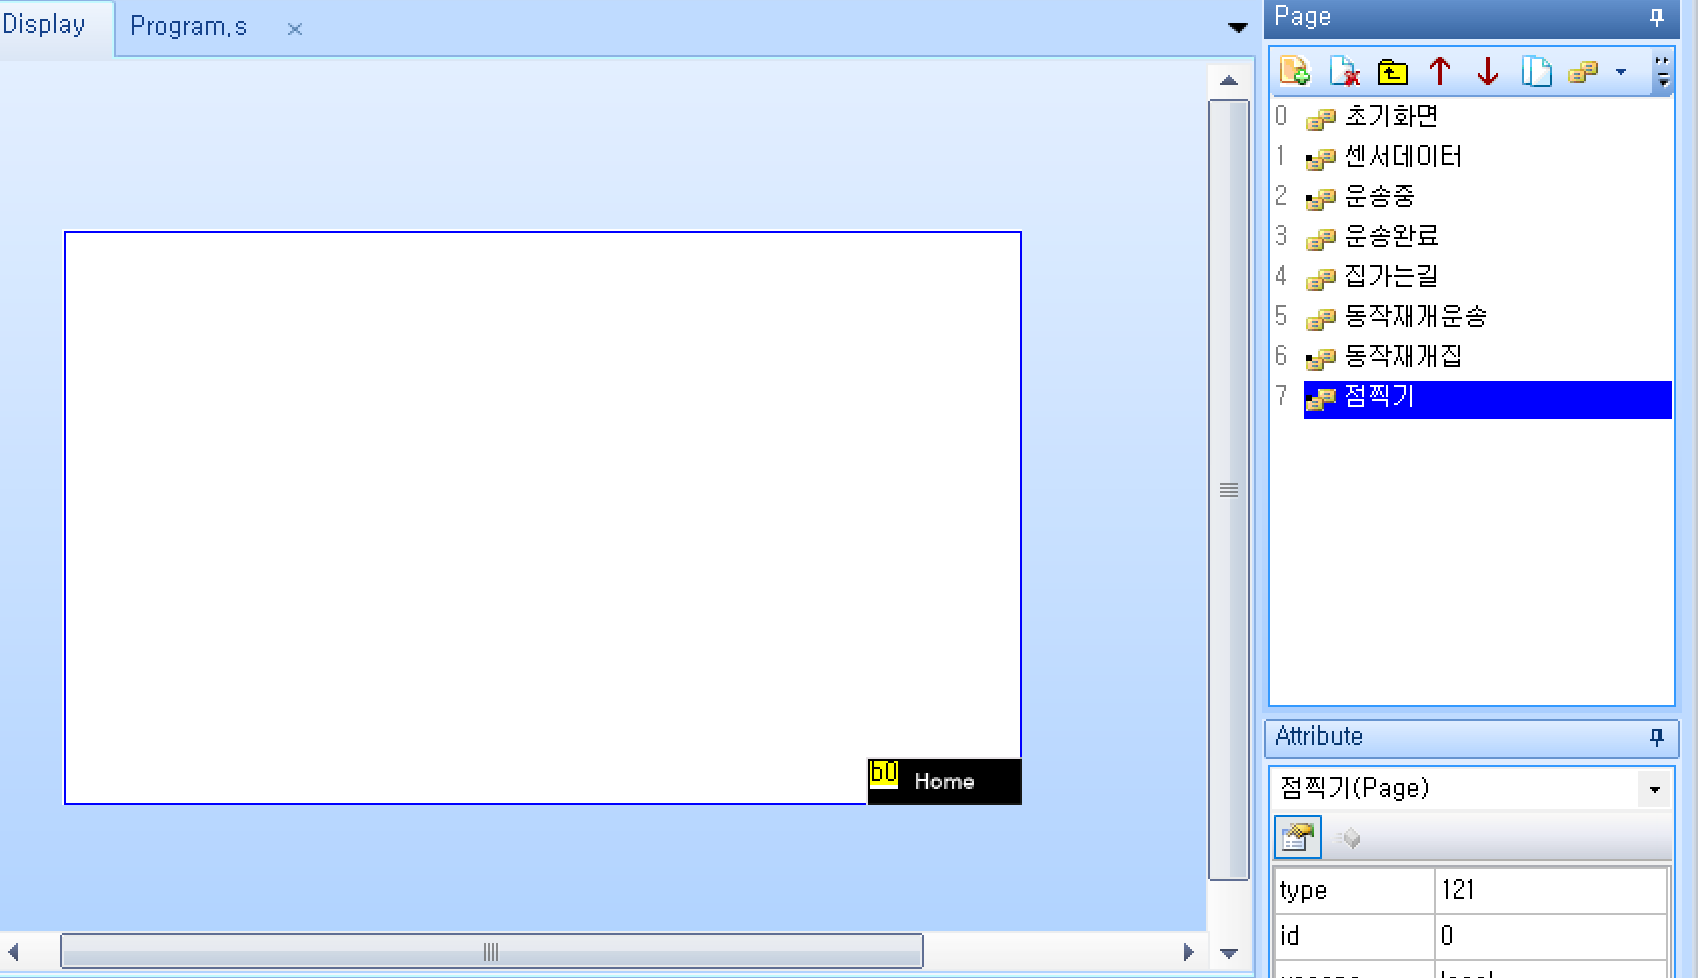 Display
Program.s
Page
0 초기화면
1 센서데이터
2 운송중
3 운송완료
4 집가는길
5 동작재개운송
6 동작재개집
7 점찍기
b0 Home
Attribute
점찍기(Page)
type 121
id 0